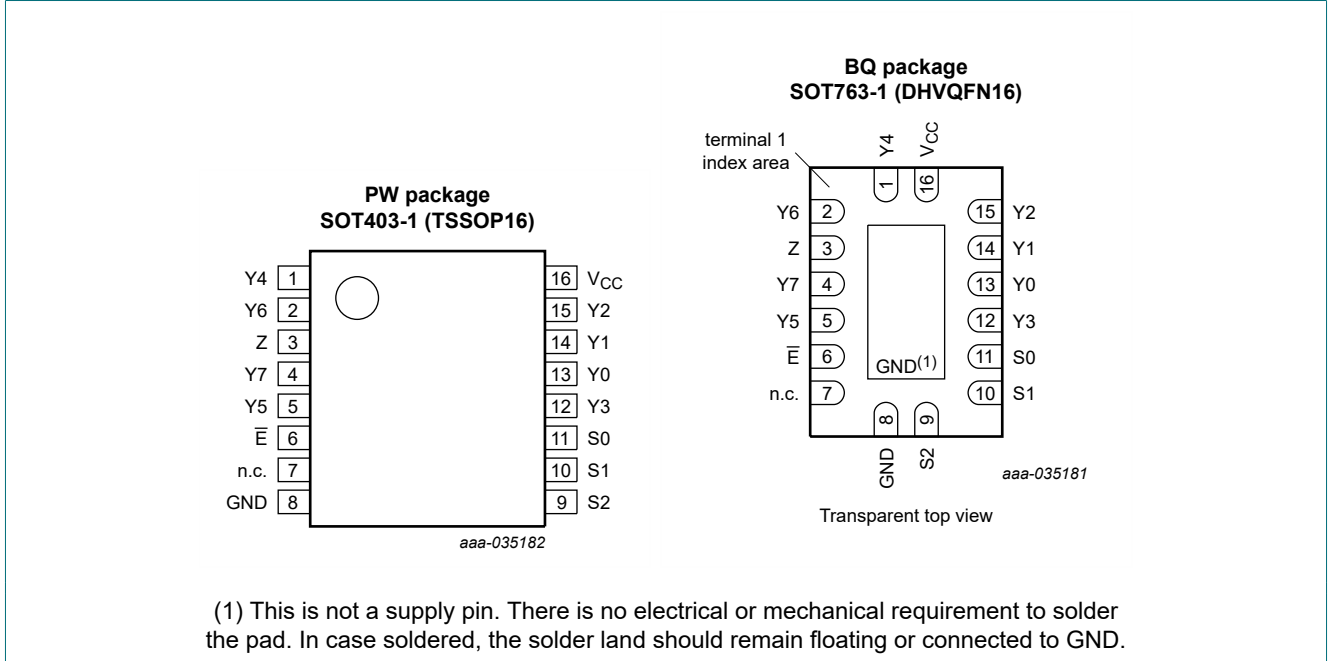 PW package
SOT403-1 (TSSOP16)
Y4 1
Y6 2
Z 3
Y7 4
Y5 5
E̅ 6
n.c. 7
GND 8
16 VCC
15 Y2
14 Y1
13 Y0
12 Y3
11 S0
10 S1
9 S2
aaa-035182
BQ package
SOT763-1 (DHVQFN16)
terminal 1
index area
Y4
VCC
1
16
Y6 2
Z 3
Y7 4
Y5 5
E̅ 6
n.c. 7
15 Y2
14 Y1
13 Y0
12 Y3
11 S0
10 S1
GND(1)
8
9
GND
S2
aaa-035181
Transparent top view
(1) This is not a supply pin. There is no electrical or mechanical requirement to solder
the pad. In case soldered, the solder land should remain floating or connected to GND.